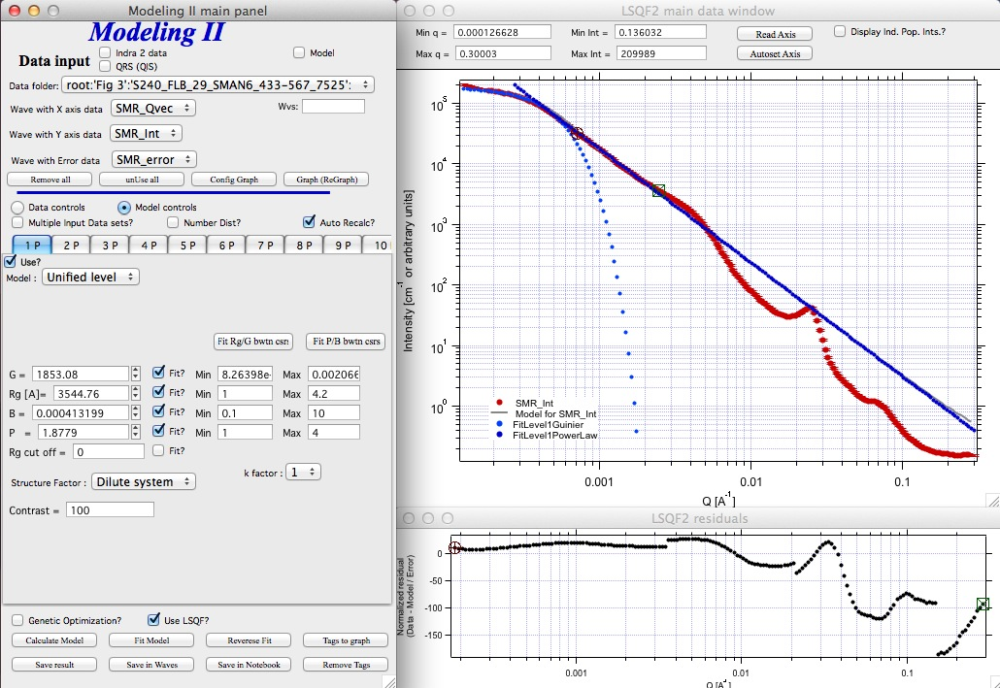 Modeling II main panel
Modeling II
Data input
Indra 2 data
QRS (QIS)
Model
Data folder: root:'Fig 3':'S240_FLB_29_SMAN6_433-567_7525':
Wave with X axis data SMR_Qvec Wvs:
Wave with Y axis data SMR_Int
Wave with Error data SMR_error
Remove all unUse all Config Graph Graph (ReGraph)
Data controls Model controls
Multiple Input Data sets? Number Dist? Auto Recalc?
1 P 2 P 3 P 4 P 5 P 6 P 7 P 8 P 9 P 10
Use?
Model : Unified level
Fit Rg/G bwtn csrs Fit P/B bwtn csrs
G = 1853.08 Fit? Min 8.26398e- Max 0.002066
Rg [A]= 3544.76 Fit? Min 1 Max 4.2
B = 0.000413199 Fit? Min 0.1 Max 10
P = 1.8779 Fit? Min 1 Max 4
Rg cut off = 0 Fit?
Structure Factor : Dilute system k factor : 1
Contrast = 100
Genetic Optimization? Use LSQF?
Calculate Model Fit Model Reverese Fit Tags to graph
Save result Save in Waves Save in Notebook Remove Tags
LSQF2 main data window
Min q = 0.000126628 Min Int = 0.136032 Read Axis Display Ind. Pop. Ints.?
Max q = 0.30003 Max Int = 209989 Autoset Axis
Intensity [cm-1 or arbitrary units]
10^5
10^4
10^3
10^2
10^1
10^0
SMR_Int
Model for SMR_Int
FitLevel1Guinier
FitLevel1PowerLaw
0.001 0.01 0.1
Q [A-1]
LSQF2 residuals
Normalized residual
(Data - Model / Error)
0
-50
-100
-150
0.001 0.01 0.1
Q [A-1]